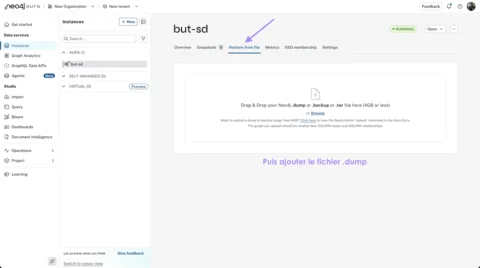 neo4j aura
New Organization
New tenant
Feedback
Get started
Data services
Instances
Graph Analytics
GraphQL Data APIs
Agents
Studio
Import
Query
Explore
Dashboards
Document intelligence
Operations
Project
Learning
Instances
+ New
Search...
AURA (1)
but-sd
SELF-MANAGED (0)
VIRTUAL (0)
Preview
Let us know what you think
Give feedback
Switch to classic view
but-sd
RUNNING
Open
Overview
Snapshots
Restore from file
Metrics
SSO membership
Settings
Drag & Drop your Neo4j .dump or .backup or .tar file here (4GB or less)
or Browse
Puis ajouter le fichier .dump